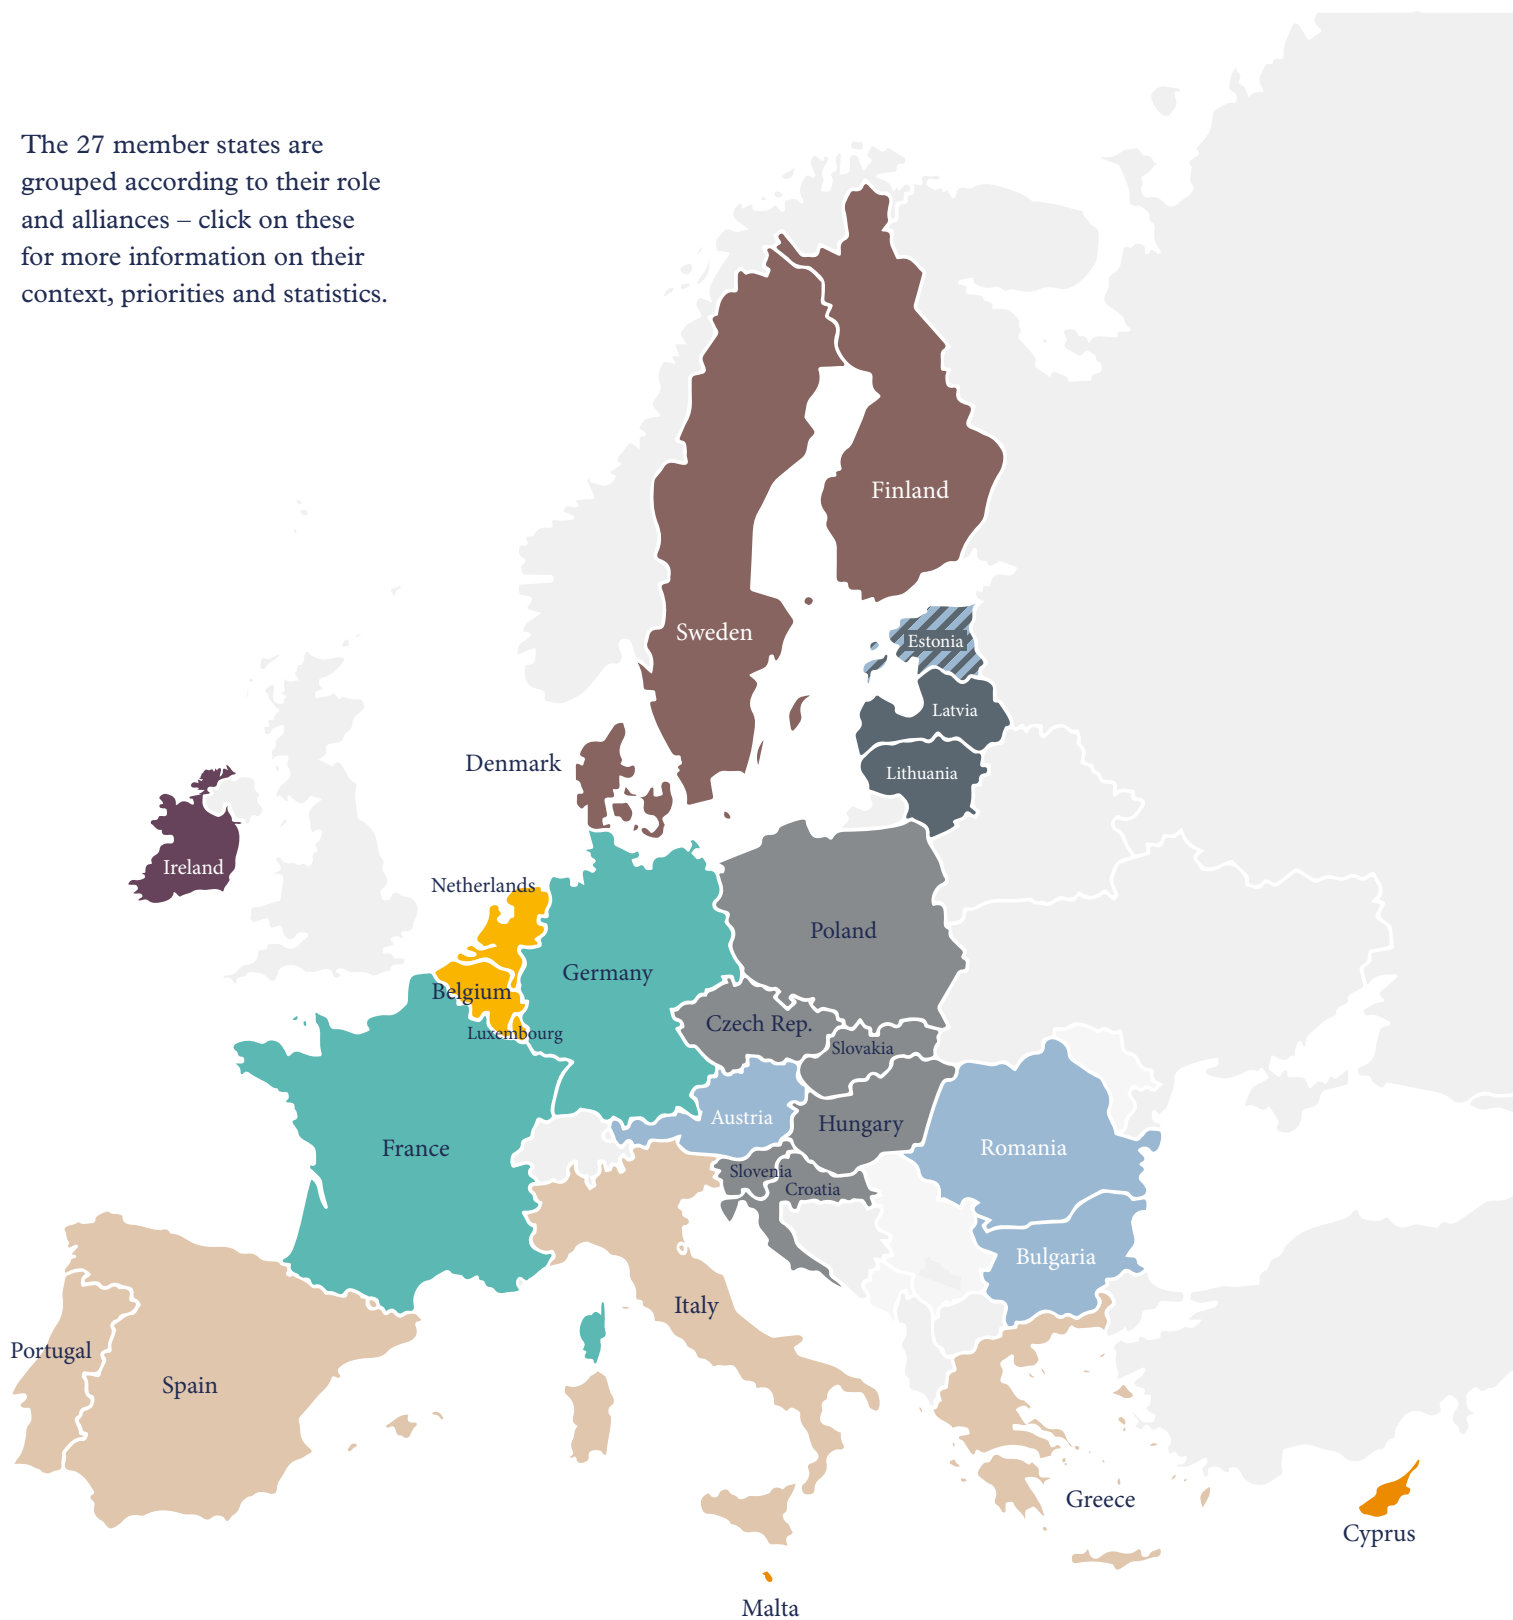 The 27 member states are
grouped according to their role
and alliances – click on these
for more information on their
context, priorities and statistics.
Finland
Sweden
Estonia
Latvia
Denmark
Lithuania
Ireland
Netherlands
Poland
Germany
Belgium
Czech Rep.
Luxembourg
Slovakia
Austria
Hungary
France
Romania
Slovenia
Croatia
Bulgaria
Italy
Portugal
Spain
Greece
Cyprus
Malta